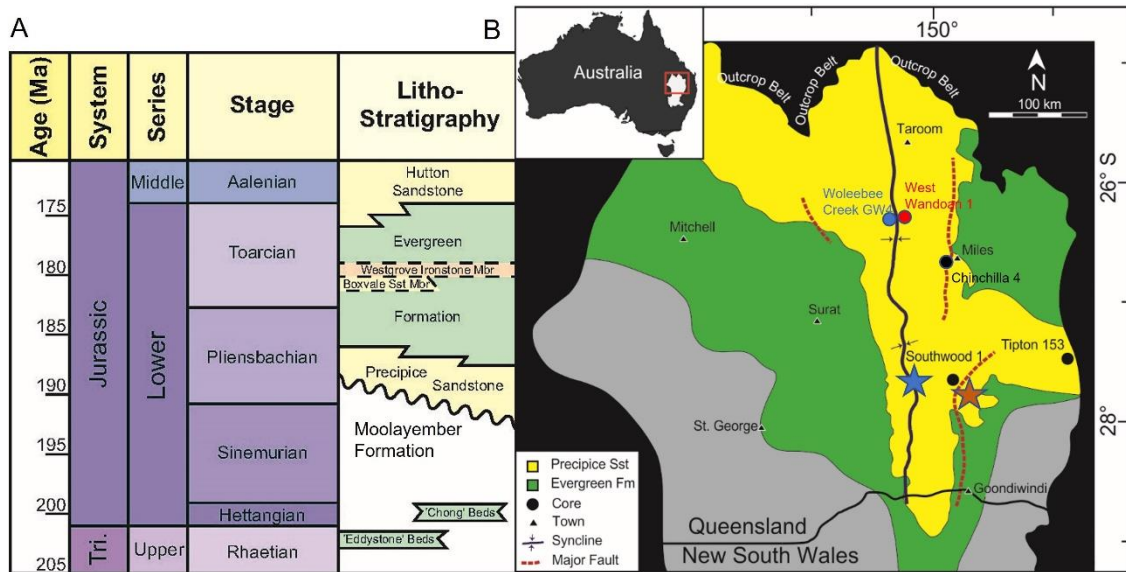 A
B
Age (Ma)
System
Series
Stage
Litho-
Stratigraphy
175
180
185
190
195
200
205
Jurassic
Tri.
Middle
Lower
Upper
Aalenian
Toarcian
Pliensbachian
Sinemurian
Hettangian
Rhaetian
Hutton
Sandstone
Evergreen
Westgrove Ironstone Mbr
Boxvale Sst Mbr
Formation
Precipice
Sandstone
Moolayember
Formation
'Chong' Beds
'Eddystone' Beds
Australia
150°
Outcrop Belt
Outcrop Belt
Outcrop Belt
N
100 km
Taroom
26°S
Woleebee
Creek GW4
West
Wandoan 1
Mitchell
Miles
Chinchilla 4
Surat
Tipton 153
Southwood 1
St. George
28°
Goondiwindi
Queensland
New South Wales
Precipice Sst
Evergreen Fm
Core
Town
Syncline
Major Fault